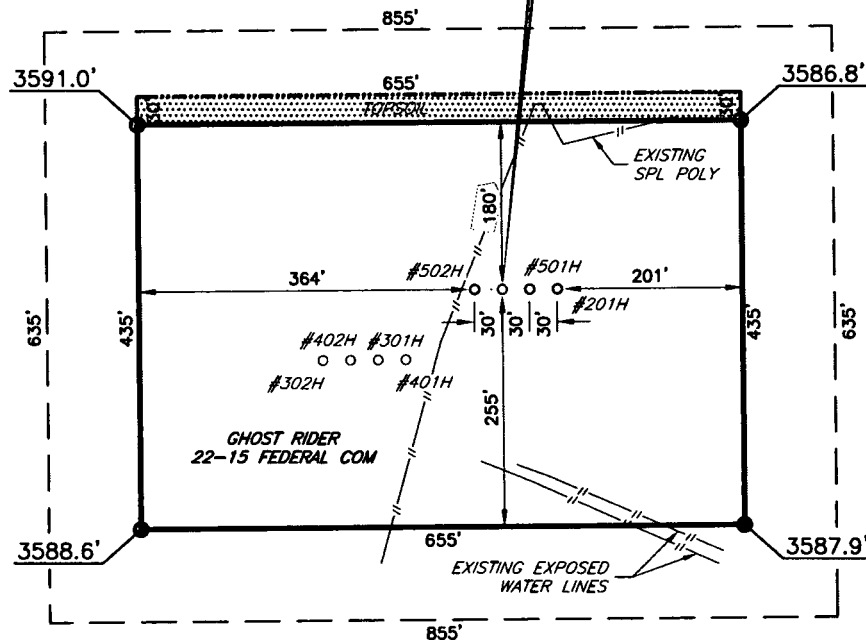 855'
3591.0'
655'
3586.8'
30'
TOPSOIL
30'
EXISTING
SPL POLY
180'
#502H
#501H
364'
201'
#201H
30'
30'
30'
635'
435'
435'
635'
#402H
#301H
#302H
#401H
255'
GHOST RIDER
22-15 FEDERAL COM
3588.6'
655'
3587.9'
EXISTING EXPOSED
WATER LINES
855'